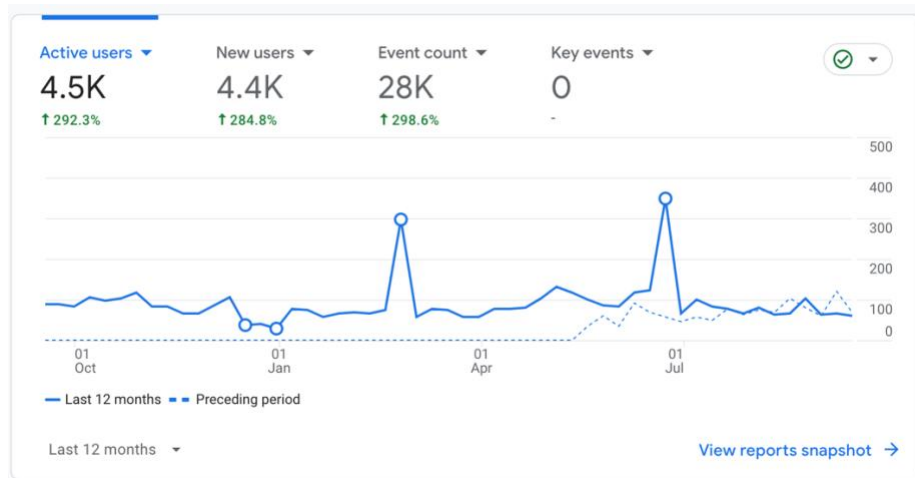 Active users New users Event count Key events
4.5K 4.4K 28K 0
↑ 292.3% ↑ 284.8% ↑ 298.6% -
500
400
300
200
100
0
01 01 01 01
Oct Jan Apr Jul
Last 12 months Preceding period
Last 12 months View reports snapshot →